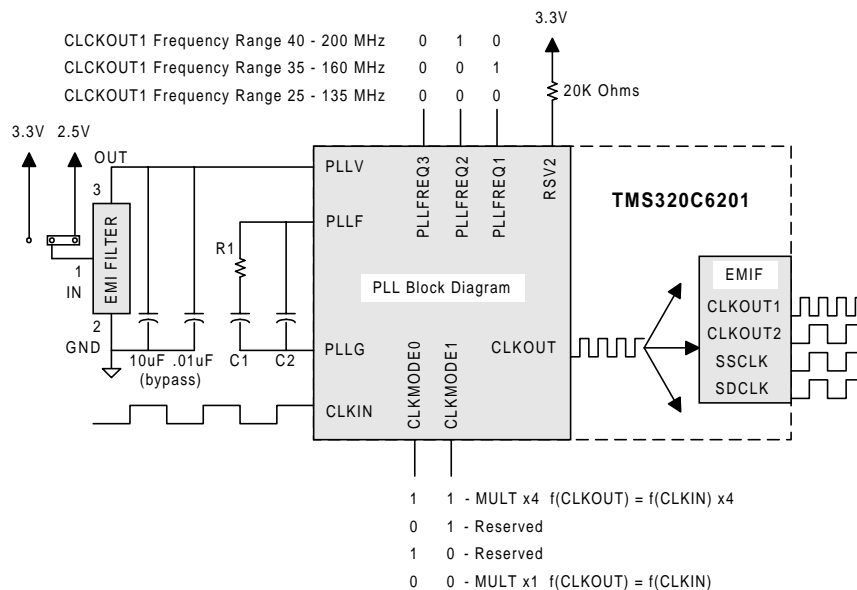 3.3V
CLCKOUT1 Frequency Range 40 - 200 MHz 0 1 0
CLCKOUT1 Frequency Range 35 - 160 MHz 0 0 1
CLCKOUT1 Frequency Range 25 - 135 MHz 0 0 0
20K Ohms
3.3V 2.5V
OUT
3
EMI FILTER
1
IN
2
GND
10uF .01uF
(bypass)
R1
C1 C2
PLLV
PLLF
PLLG
CLKIN
PLLFREQ3
PLLFREQ2
PLLFREQ1
RSV2
PLL Block Diagram
CLKOUT
CLKMODE0
CLKMODE1
TMS320C6201
EMIF
CLKOUT1
CLKOUT2
SSCLK
SDCLK
1 1 - MULT x4 f(CLKOUT) = f(CLKIN) x4
0 1 - Reserved
1 0 - Reserved
0 0 - MULT x1 f(CLKOUT) = f(CLKIN)